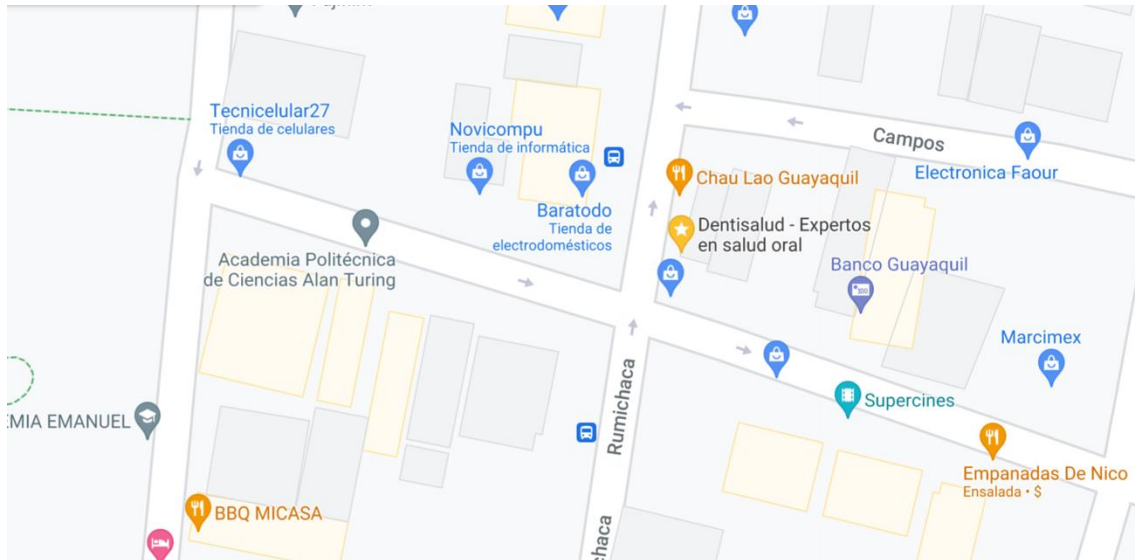 Tecnicelular27
Tienda de celulares
Novicompu
Tienda de informática
Campos
Electronica Faour
Chau Lao Guayaquil
Baratodo
Tienda de
electrodomésticos
Dentisalud - Expertos
en salud oral
Academia Politécnica
de Ciencias Alan Turing
Banco Guayaquil
100
Marcimex
Supercines
EMIA EMANUEL
Rumichaca
Empanadas De Nico
Ensalada • $
BBQ MICASA
chaca